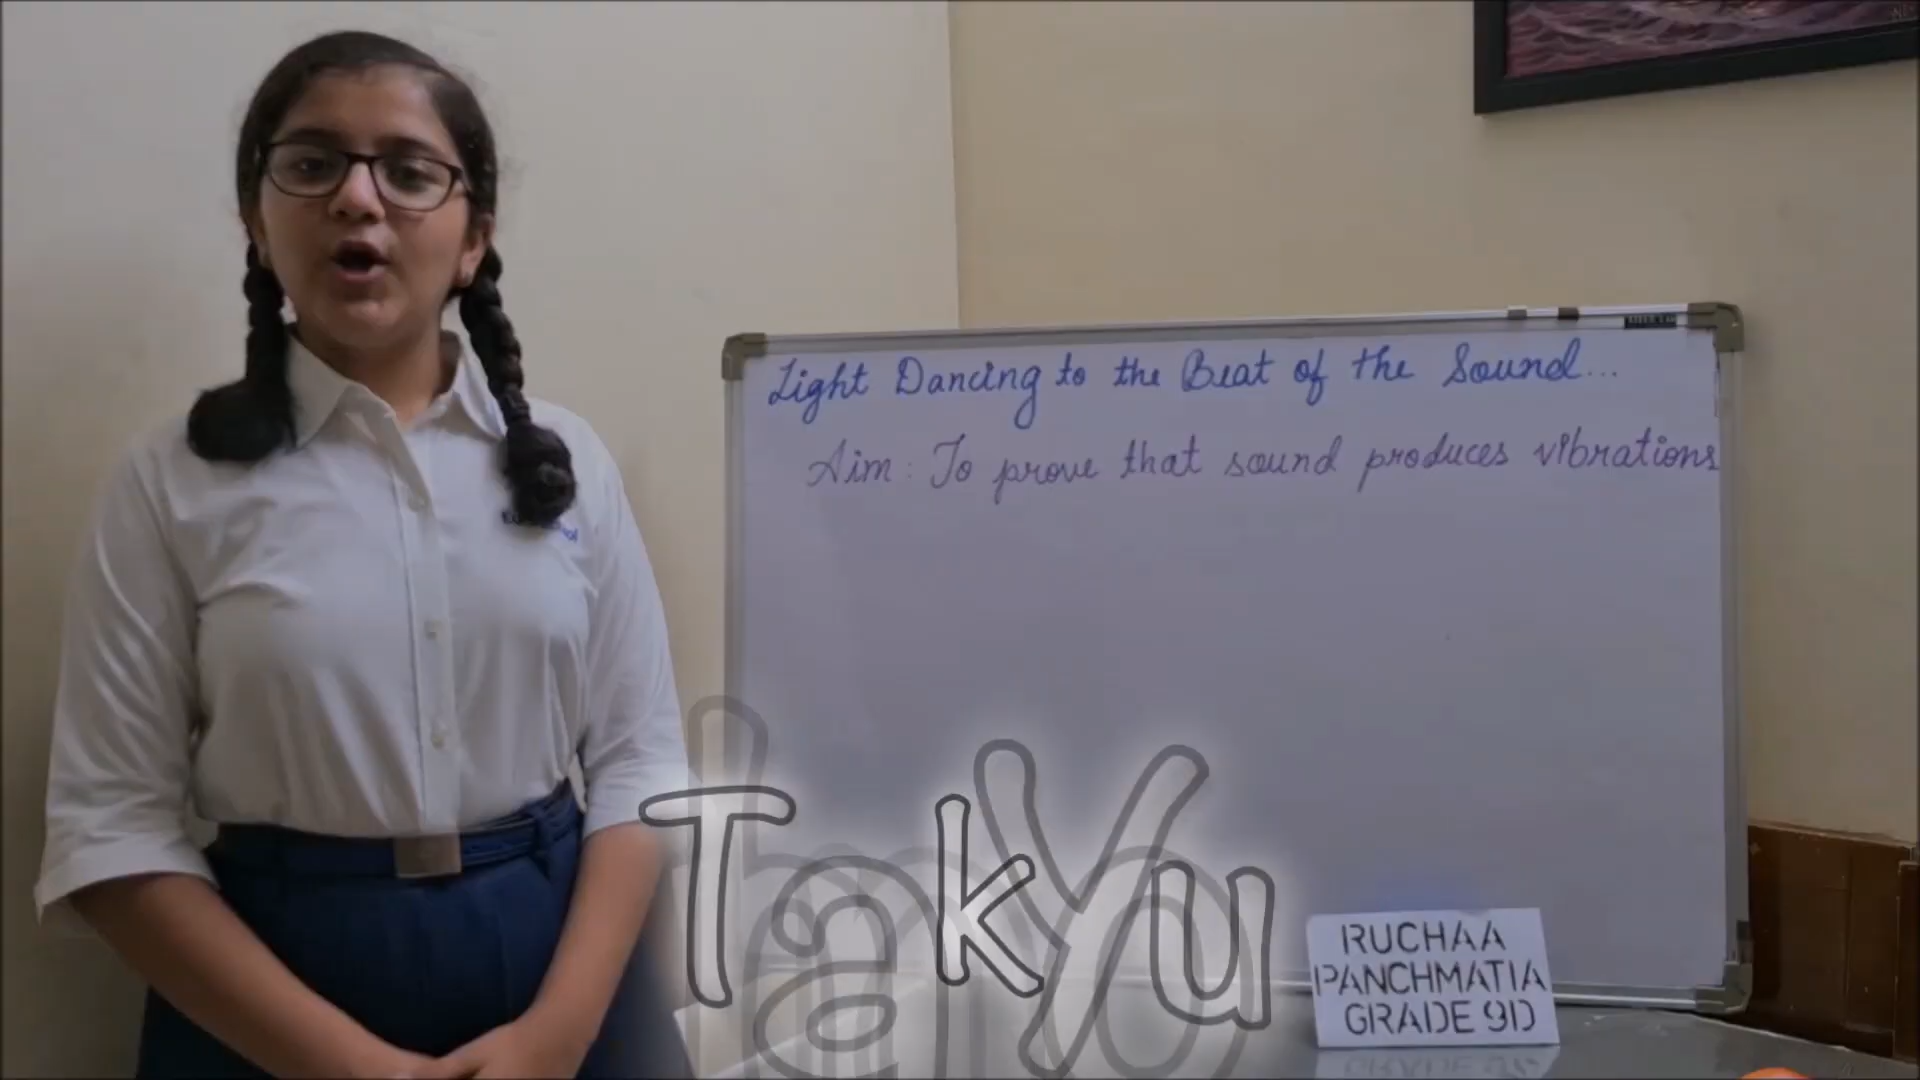 Light Dancing to the Beat of the Sound...
Aim: To prove that sound produces vibrations
TakYu
RUCHAA
PANCHMATIA
GRADE 9D